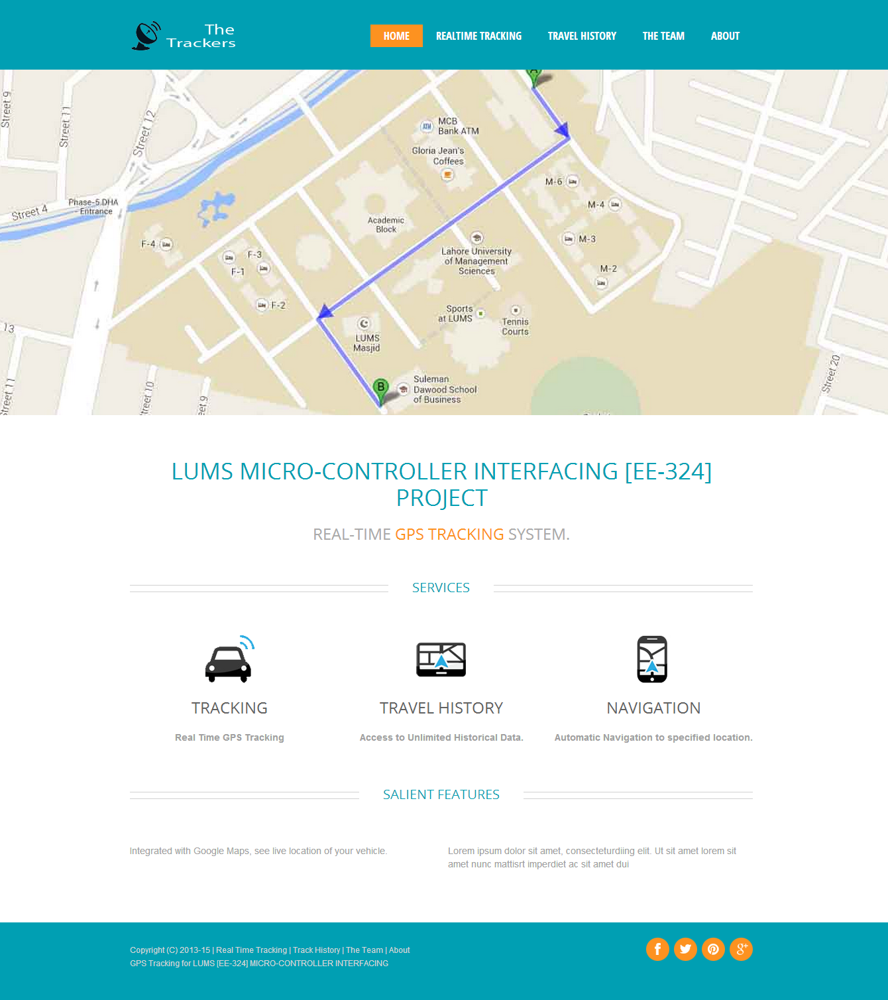 The
Trackers
HOME
REALTIME TRACKING
TRAVEL HISTORY
THE TEAM
ABOUT
Street 9
Street 11
Street 12
A
MCB
Bank ATM
ATM
Gloria Jean's
Coffees
M-6
M-4
Phase-5 DHA
Entrance
Street 4
Academic
Block
M-3
F-4
F-3
F-1
Lahore University
of Management
Sciences
M-2
F-2
Sports
at LUMS
Tennis
Courts
13
LUMS
Masjid
B
Suleman
Dawood School
of Business
Street 20
treet 11
treet 10
eet 9
LUMS MICRO-CONTROLLER INTERFACING [EE-324]
PROJECT
REAL-TIME GPS TRACKING SYSTEM.
SERVICES
TRACKING
TRAVEL HISTORY
NAVIGATION
Real Time GPS Tracking
Access to Unlimited Historical Data.
Automatic Navigation to specified location.
SALIENT FEATURES
Integrated with Google Maps, see live location of your vehicle.
Lorem ipsum dolor sit amet, consecteturdiing elit. Ut sit amet lorem sit
amet nunc mattisrt imperdiet ac sit amet dui
Copyright (C) 2013-15 | Real Time Tracking | Track History | The Team | About
GPS Tracking for LUMS [EE-324] MICRO-CONTROLLER INTERFACING